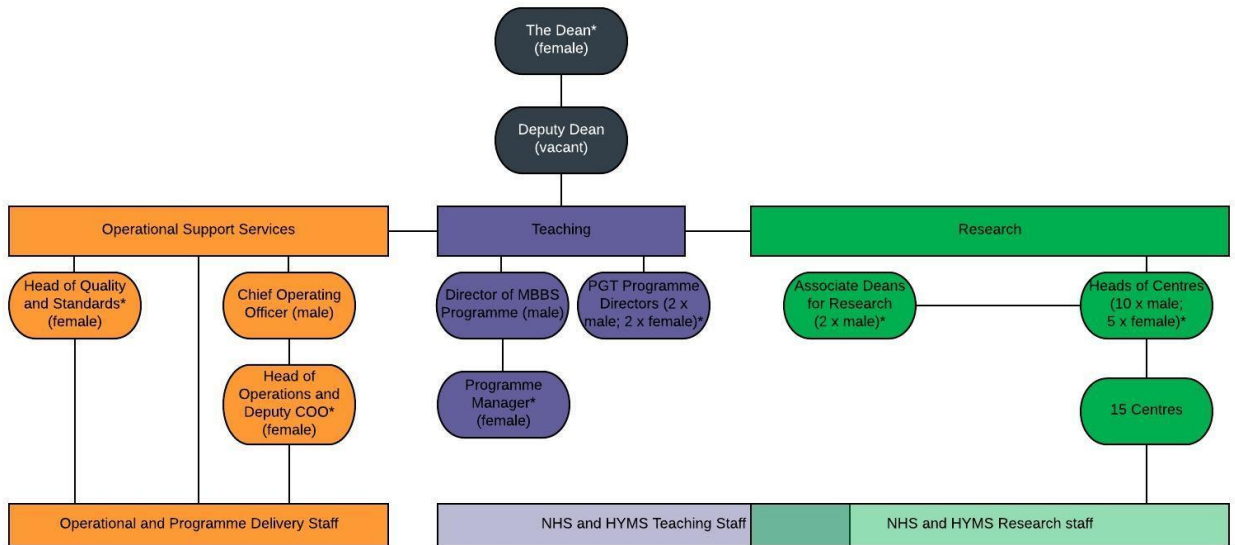 The Dean*
(female)
Deputy Dean
(vacant)
Operational Support Services
Teaching
Research
Head of Quality
and Standards*
(female)
Chief Operating
Officer (male)
Director of MBBS
Programme (male)
PGT Programme
Directors (2 x
male; 2 x female)*
Associate Deans
for Research
(2 x male)*
Heads of Centres
(10 x male;
5 x female)*
Head of
Operations and
Deputy COO*
(female)
Programme
Manager*
(female)
15 Centres
Operational and Programme Delivery Staff
NHS and HYMS Teaching Staff
NHS and HYMS Research staff